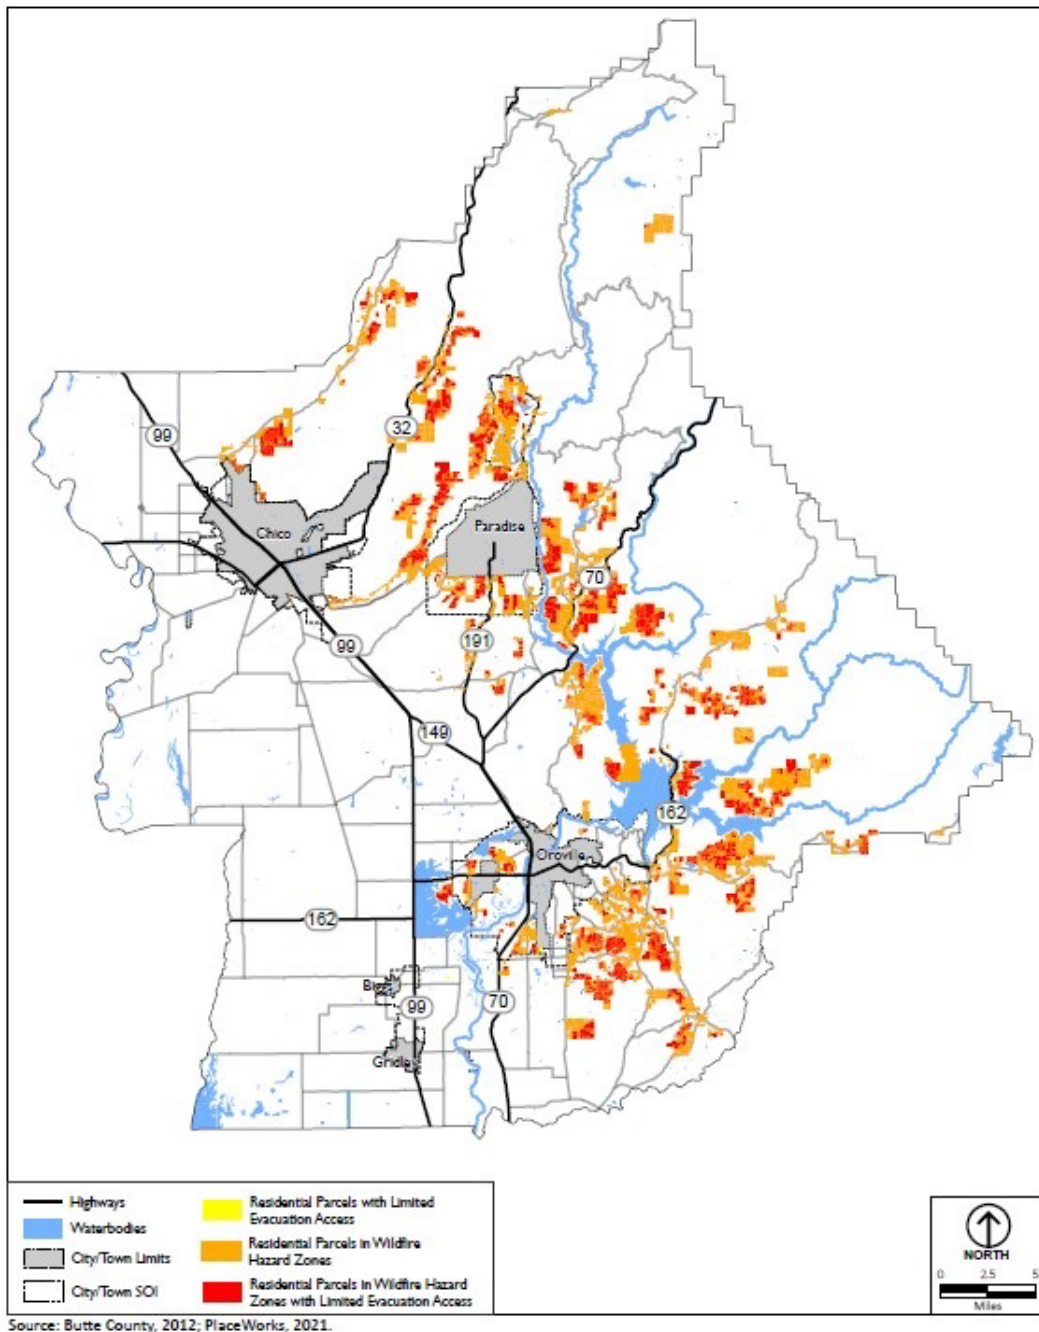 99
32
Chico
Paradise
70
191
99
149
162
Oroville
162
Biggs
99
70
Gridley
Highways
Waterbodies
City/Town Limits
City/Town SOI
Residential Parcels with Limited
Evacuation Access
Residential Parcels in Wildfire
Hazard Zones
Residential Parcels in Wildfire Hazard
Zones with Limited Evacuation Access
NORTH
0 2.5 5
Miles
Source: Butte County, 2012; PlaceWorks, 2021.